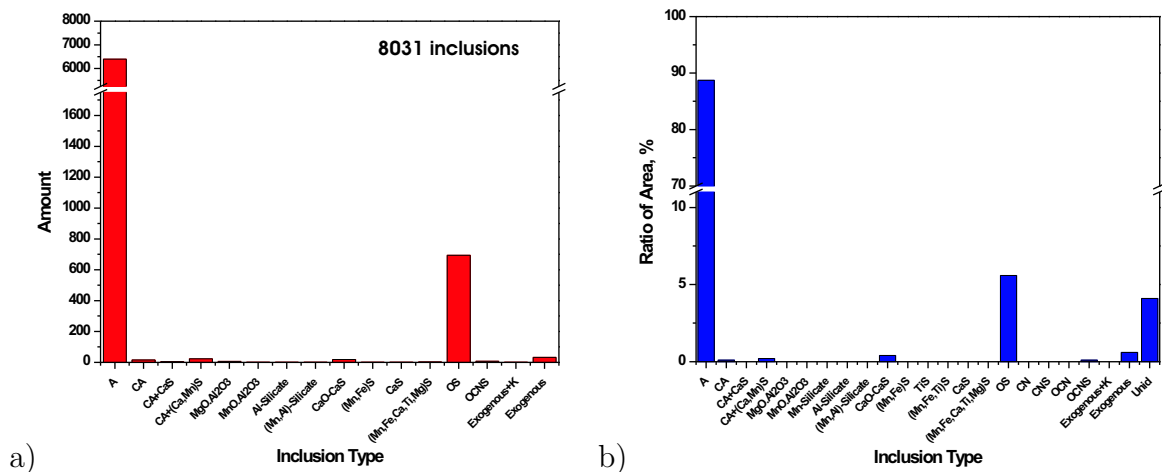 8031 inclusions
Amount
7000
6000
1600
1400
1200
1000
800
600
400
200
0
A
CA
CA+CaS
CA+(Ca,Mn)S
MgO.Al2O3
MnO.Al2O3
Al-Silicate
(Mn,Al)-Silicate
CaO-CaS
(Mn,Fe)S
CaS
(Mn,Fe,Ca,Ti,Mg)S
OS
OCNS
Exogenous+K
Exogenous
Inclusion Type
a)
Ratio of Area, %
100
90
80
70
10
5
0
A
CA
CA+CaS
CA+(Ca,Mn)S
MgO.Al2O3
MnO.Al2O3
Mn-Silicate
Al-Silicate
(Mn,Al)-Silicate
CaO-CaS
(Mn,Fe)S
TiS
(Mn,Fe,Ti)S
CaS
(Mn,Fe,Ca,Ti,Mg)S
OS
CN
CNS
OCN
OCNS
Exogenous+K
Exogenous
Unid
Inclusion Type
b)